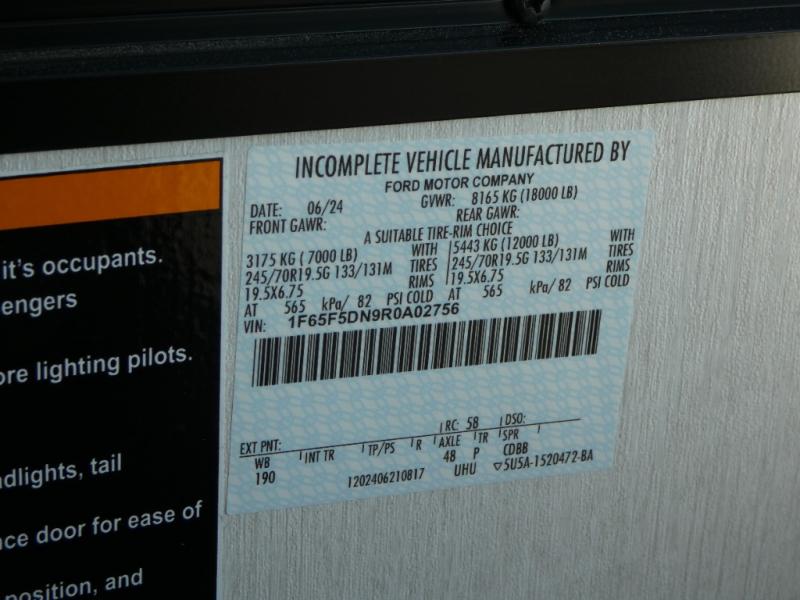 it's occupants.
engers
ore lighting pilots.
adlights, tail
nce door for ease of
position, and
INCOMPLETE VEHICLE MANUFACTURED BY
FORD MOTOR COMPANY
DATE: 06/24 GVWR: 8165 KG (18000 LB)
FRONT GAWR: REAR GAWR:
A SUITABLE TIRE-RIM CHOICE
3175 KG ( 7000 LB) WITH 5443 KG (12000 LB) WITH
245/70R19.5G 133/131M TIRES 245/70R19.5G 133/131M TIRES
19.5X6.75 RIMS 19.5X6.75 RIMS
AT 565 kPa/ 82 PSI COLD AT 565 kPa/ 82 PSI COLD
VIN: 1F65F5DN9R0A02756
RC: 58 DSO:
EXT PNT:
WB INT TR TP/PS R AXLE TR SPR
190 48 P CDBB
1202406210817 UHU ▽5U5A-1520472-BA